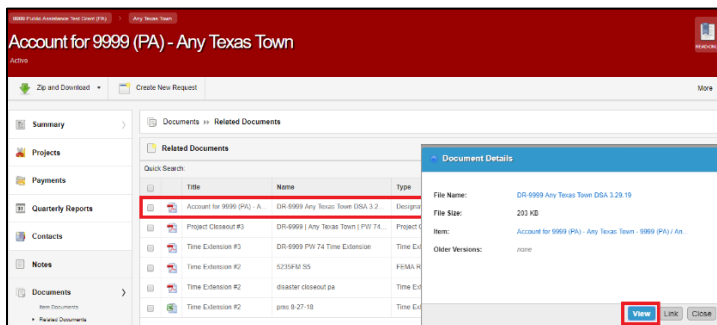 9999 Public Assistance Test Grant (PA)
Any Texas Town
Account for 9999 (PA) - Any Texas Town
Active
READ-ON
Zip and Download
Create New Request
More
Summary
Projects
Payments
Quarterly Reports
Contacts
Notes
Documents
Item Documents
Related Documents
Documents » Related Documents
Related Documents
Quick Search:
Title Name Type
Account for 9999 (PA) - A... DR-9999 Any Texas Town DSA 3.2... Designa
Project Closeout #3 DR-9999 | Any Texas Town | PW 74... Project C
Time Extension #3 DR-9999 PW 74 Time Extension Time Ext
Time Extension #2 5235FM S5 FEMA R
Time Extension #2 disaster closeout pa Time Ext
Time Extension #2 pms 8-27-18 Time Ext
Document Details
File Name: DR-9999 Any Texas Town DSA 3.29.19
File Size: 203 KB
Item: Account for 9999 (PA) - Any Texas Town - 9999 (PA) / An...
Older Versions: none
View Link Close